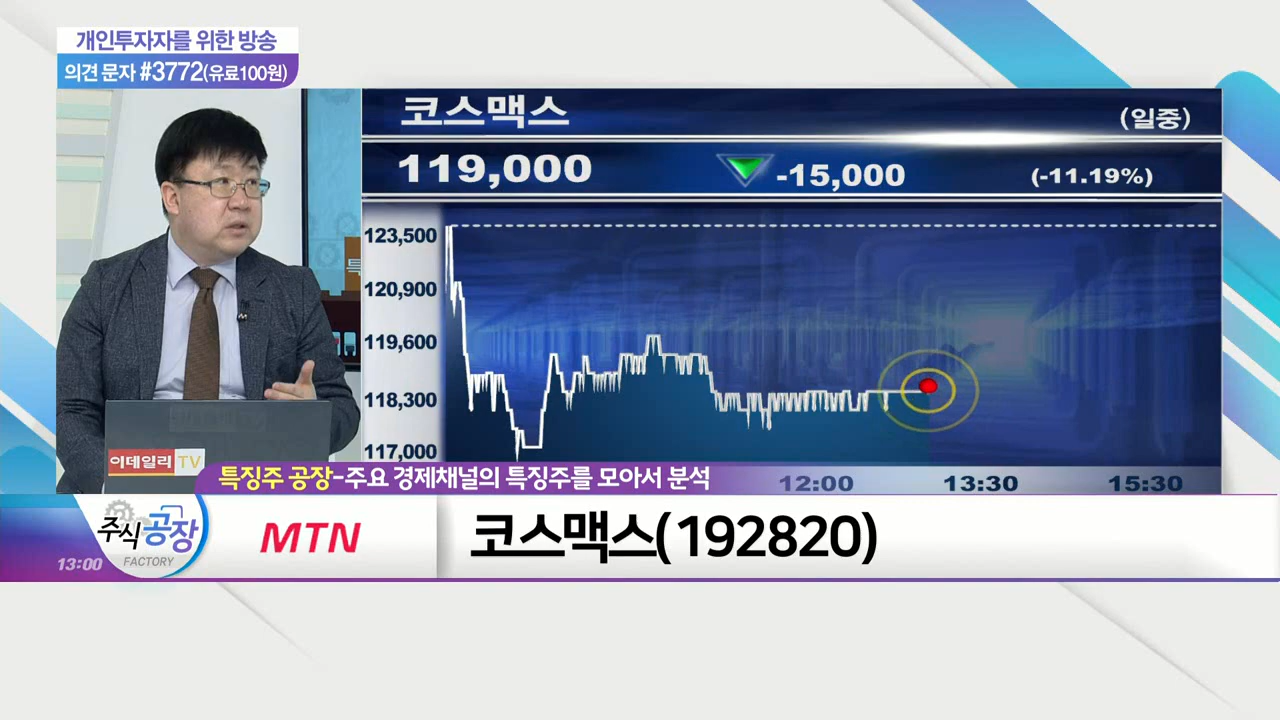 개인투자자를 위한 방송
의견 문자 #3772(유료100원)
코스맥스
(일중)
119,000 -15,000 (-11.19%)
123,500
120,900
119,600
118,300
117,000
12:00 13:30 15:30
특
이데일리 TV
특징주 공장-주요 경제채널의 특징주를 모아서 분석
주식공장
FACTORY
13:00
MTN
코스맥스(192820)